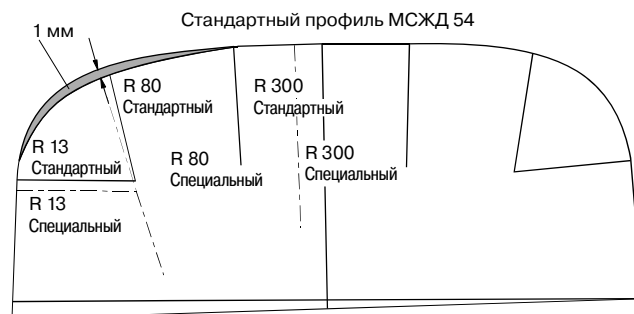 Стандартный профиль МСЖД 54
1 мм
R 80
Стандартный
R 300
Стандартный
R 13
Стандартный
R 80
Специальный
R 300
Специальный
R 13
Специальный